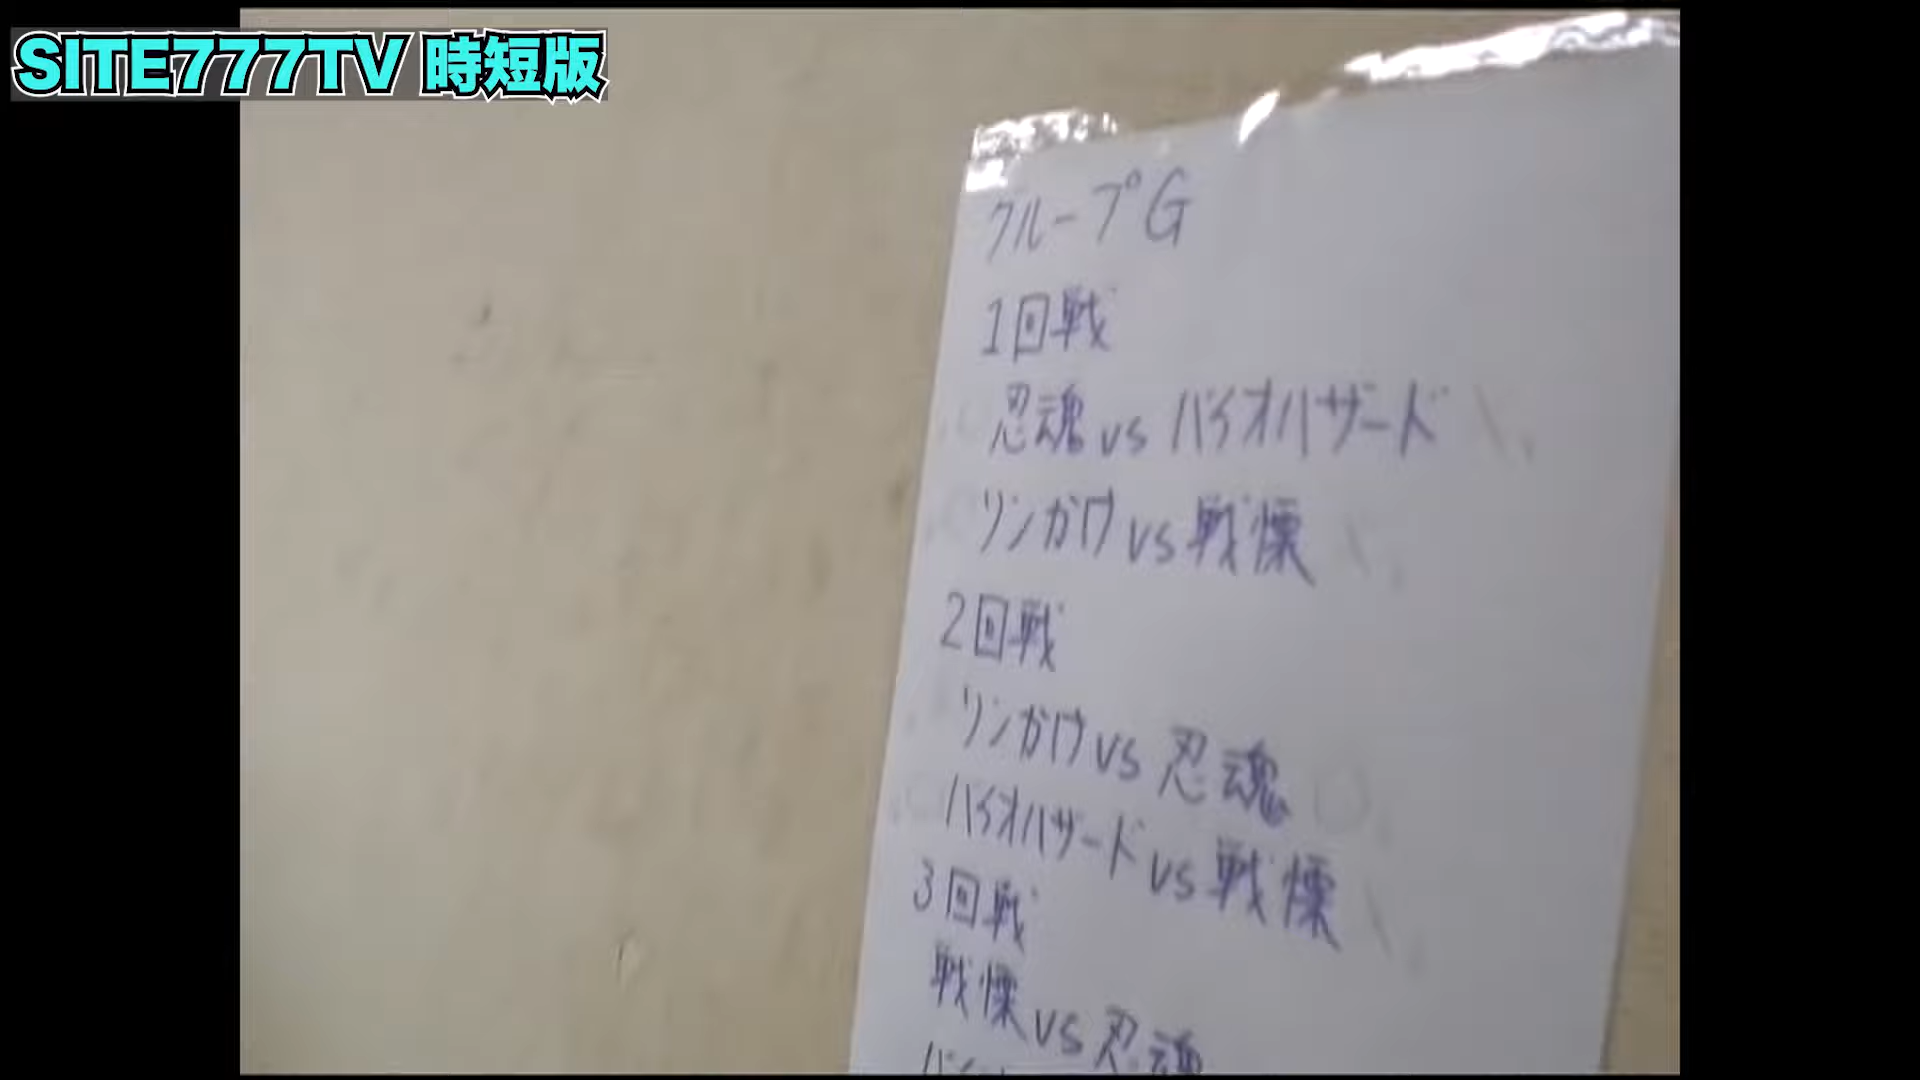 SITE777TV 時短版
グループG
1回戦
忍魂 vs バイオハザード
リンかけ vs 戦慄
2回戦
リンかけ vs 忍魂
バイオハザード vs 戦慄
3回戦
戦慄 vs 忍魂